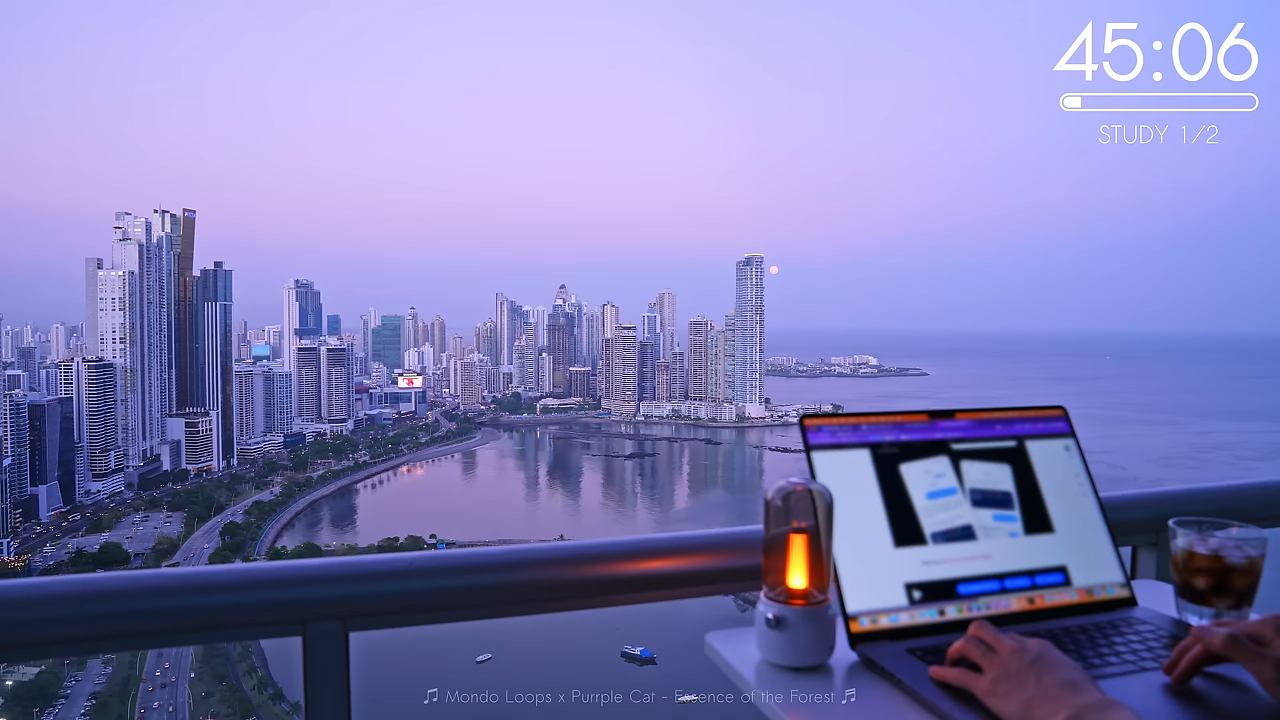 45:06
STUDY 1/2
Mondo Loops x Purrple Cat - Essence of the Forest